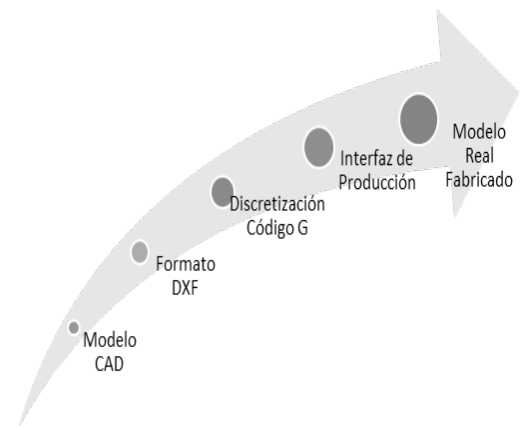 Modelo
CAD
Formato
DXF
Discretización
Código G
Interfaz de
Producción
Modelo
Real
Fabricado